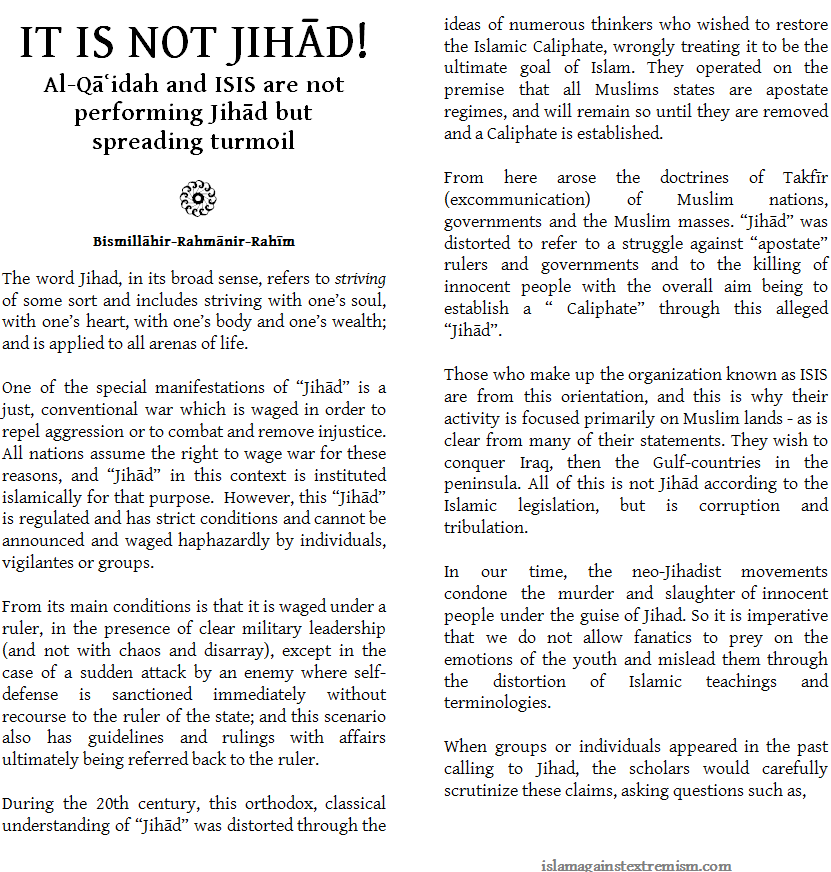 IT IS NOT JIHĀD!
Al-Qāʿidah and ISIS are not
performing Jihād but
spreading turmoil
Bismillāhir-Rahmānir-Rahīm
The word Jihad, in its broad sense, refers to striving
of some sort and includes striving with one’s soul,
with one’s heart, with one’s body and one’s wealth;
and is applied to all arenas of life.
One of the special manifestations of “Jihād” is a
just, conventional war which is waged in order to
repel aggression or to combat and remove injustice.
All nations assume the right to wage war for these
reasons, and “Jihād” in this context is instituted
islamically for that purpose. However, this “Jihād”
is regulated and has strict conditions and cannot be
announced and waged haphazardly by individuals,
vigilantes or groups.
From its main conditions is that it is waged under a
ruler, in the presence of clear military leadership
(and not with chaos and disarray), except in the
case of a sudden attack by an enemy where self-
defense is sanctioned immediately without
recourse to the ruler of the state; and this scenario
also has guidelines and rulings with affairs
ultimately being referred back to the ruler.
During the 20th century, this orthodox, classical
understanding of “Jihād” was distorted through the
ideas of numerous thinkers who wished to restore
the Islamic Caliphate, wrongly treating it to be the
ultimate goal of Islam. They operated on the
premise that all Muslims states are apostate
regimes, and will remain so until they are removed
and a Caliphate is established.
From here arose the doctrines of Takfīr
(excommunication) of Muslim nations,
governments and the Muslim masses. “Jihād” was
distorted to refer to a struggle against “apostate”
rulers and governments and to the killing of
innocent people with the overall aim being to
establish a “ Caliphate” through this alleged
“Jihād”.
Those who make up the organization known as ISIS
are from this orientation, and this is why their
activity is focused primarily on Muslim lands - as is
clear from many of their statements. They wish to
conquer Iraq, then the Gulf-countries in the
peninsula. All of this is not Jihād according to the
Islamic legislation, but is corruption and
tribulation.
In our time, the neo-Jihadist movements
condone the murder and slaughter of innocent
people under the guise of Jihad. So it is imperative
that we do not allow fanatics to prey on the
emotions of the youth and mislead them through
the distortion of Islamic teachings and
terminologies.
When groups or individuals appeared in the past
calling to Jihad, the scholars would carefully
scrutinize these claims, asking questions such as,
islamagainstextremism.com